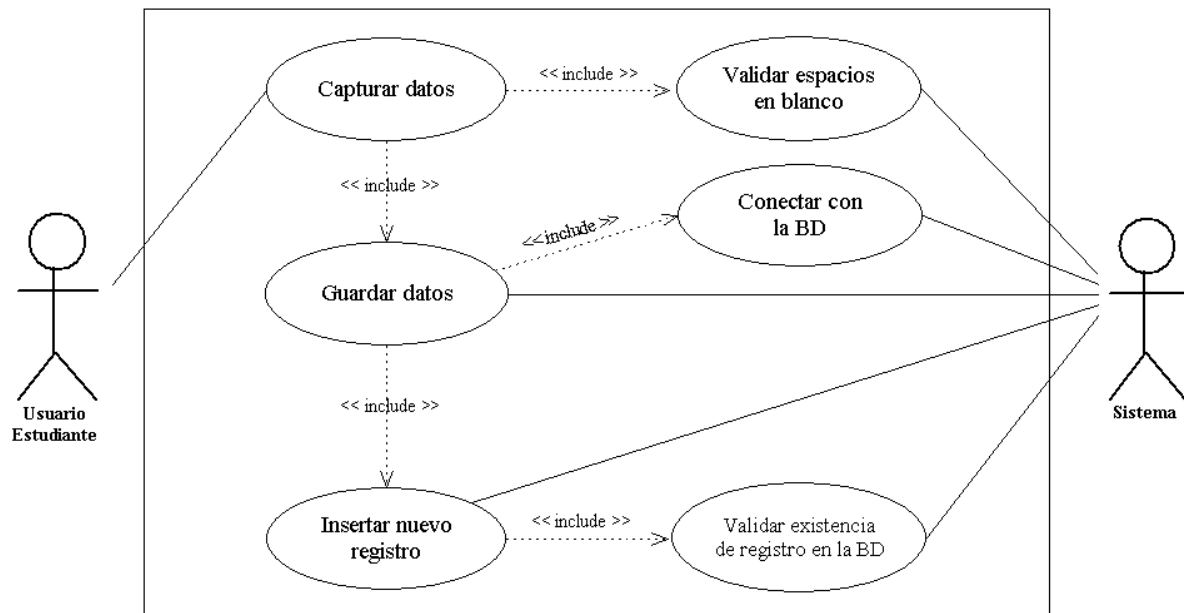 Capturar datos
<< include >>
Validar espacios
en blanco
<< include >>
Conectar con
la BD
<<include >>
Guardar datos
Usuario
Estudiante
Sistema
<< include >>
Insertar nuevo
registro
<< include >>
Validar existencia
de registro en la BD